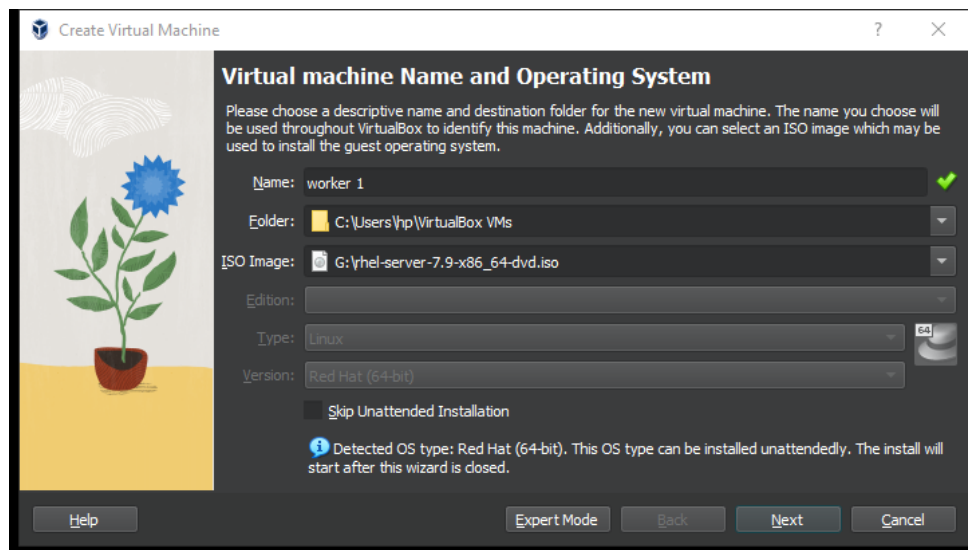 Create Virtual Machine
?
Virtual machine Name and Operating System
Please choose a descriptive name and destination folder for the new virtual machine. The name you choose will
be used throughout VirtualBox to identify this machine. Additionally, you can select an ISO image which may be
used to install the guest operating system.
Name: worker 1
Folder: C:\Users\hp\VirtualBox VMs
ISO Image: G:\rhel-server-7.9-x86_64-dvd.iso
Edition:
Type: Linux
64
Version: Red Hat (64-bit)
Skip Unattended Installation
Detected OS type: Red Hat (64-bit). This OS type can be installed unattendedly. The install will
start after this wizard is closed.
Help Expert Mode Back Next Cancel